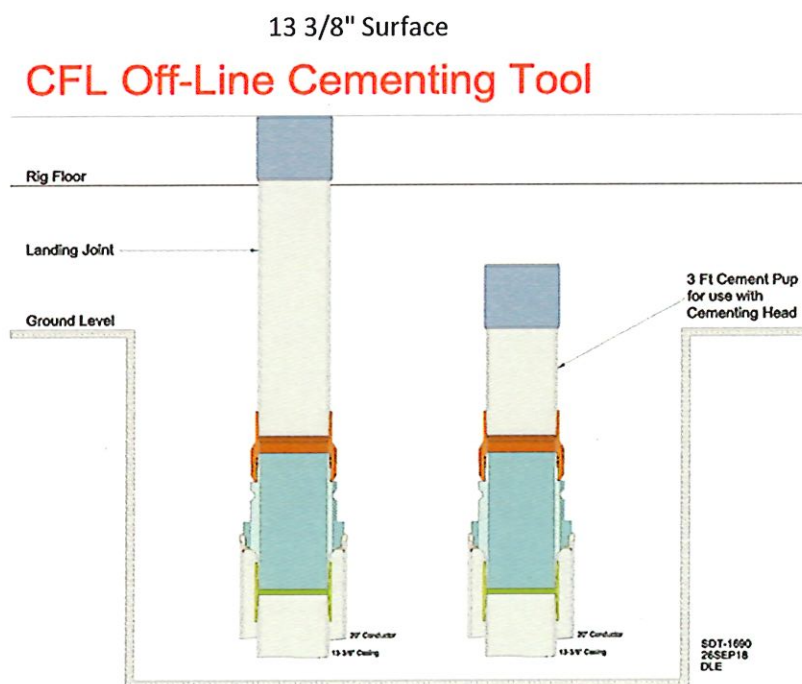 13 3/8" Surface
CFL Off-Line Cementing Tool
Rig Floor
Landing Joint
Ground Level
3 Ft Cement Pup
for use with
Cementing Head
20" Conductor
13-3/8" Casing
20" Conductor
13-3/8" Casing
SDT-1690
26SEP18
DLE